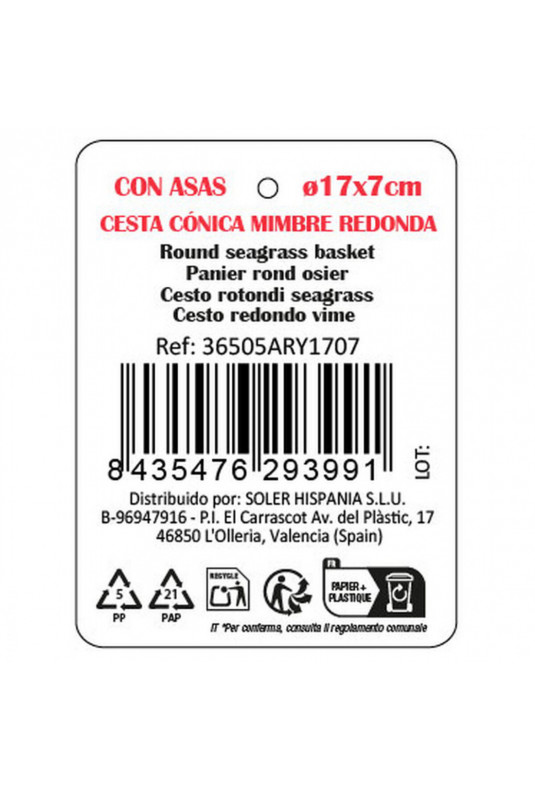 CON ASAS ø17x7cm
CESTA CÓNICA MIMBRE REDONDA
Round seagrass basket
Panier rond osier
Cesto rotondi seagrass
Cesto redondo vime
Ref: 36505ARY1707
8 435476 293991
LOT:
Distribuido por: SOLER HISPANIA S.L.U.
B-96947916 - P.I. El Carrascot Av. del Plàstic, 17
46850 L'Olleria, Valencia (Spain)
5
PP
21
PAP
RECYCLE
FR
PAPIER +
PLASTIQUE
IT *Per conferma, consulta il regolamento comunale